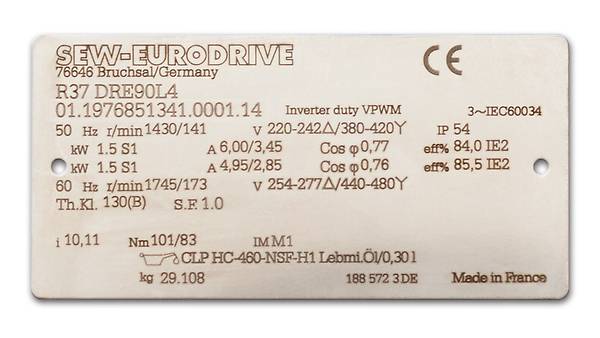 SEW-EURODRIVE CE
76646 Bruchsal/Germany
R37 DRE90L4
01.1976851341.0001.14 Inverter duty VPWM 3~IEC60034
50 Hz r/min 1430/141 V 220-242△/380-420Y IP 54
kW 1.5 S1 A 6,00/3,45 Cos φ 0,77 eff% 84,0 IE2
kW 1.5 S1 A 4,95/2,85 Cos φ 0,76 eff% 85,5 IE2
60 Hz r/min 1745/173 V 254-277△/440-480Y
Th.Kl. 130(B) S.F. 1.0
i 10,11 Nm 101/83 IM M1
CLP HC-460-NSF-H1 Lebmi.Öl/0,30 l
kg 29.108 188 572 3 DE Made in France